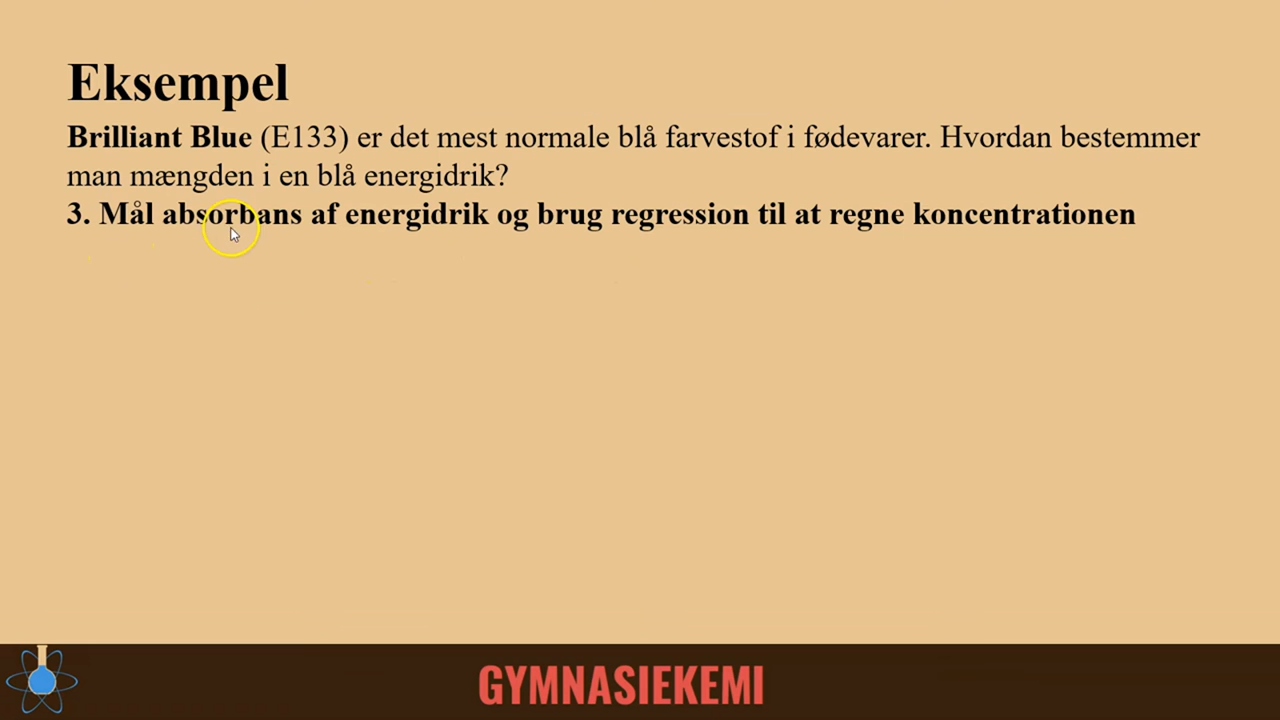 Eksempel
Brilliant Blue (E133) er det mest normale blå farvestof i fødevarer. Hvordan bestemmer
man mængden i en blå energidrik?
3. Mål absorbans af energidrik og brug regression til at regne koncentrationen
GYMNASIEKEMI